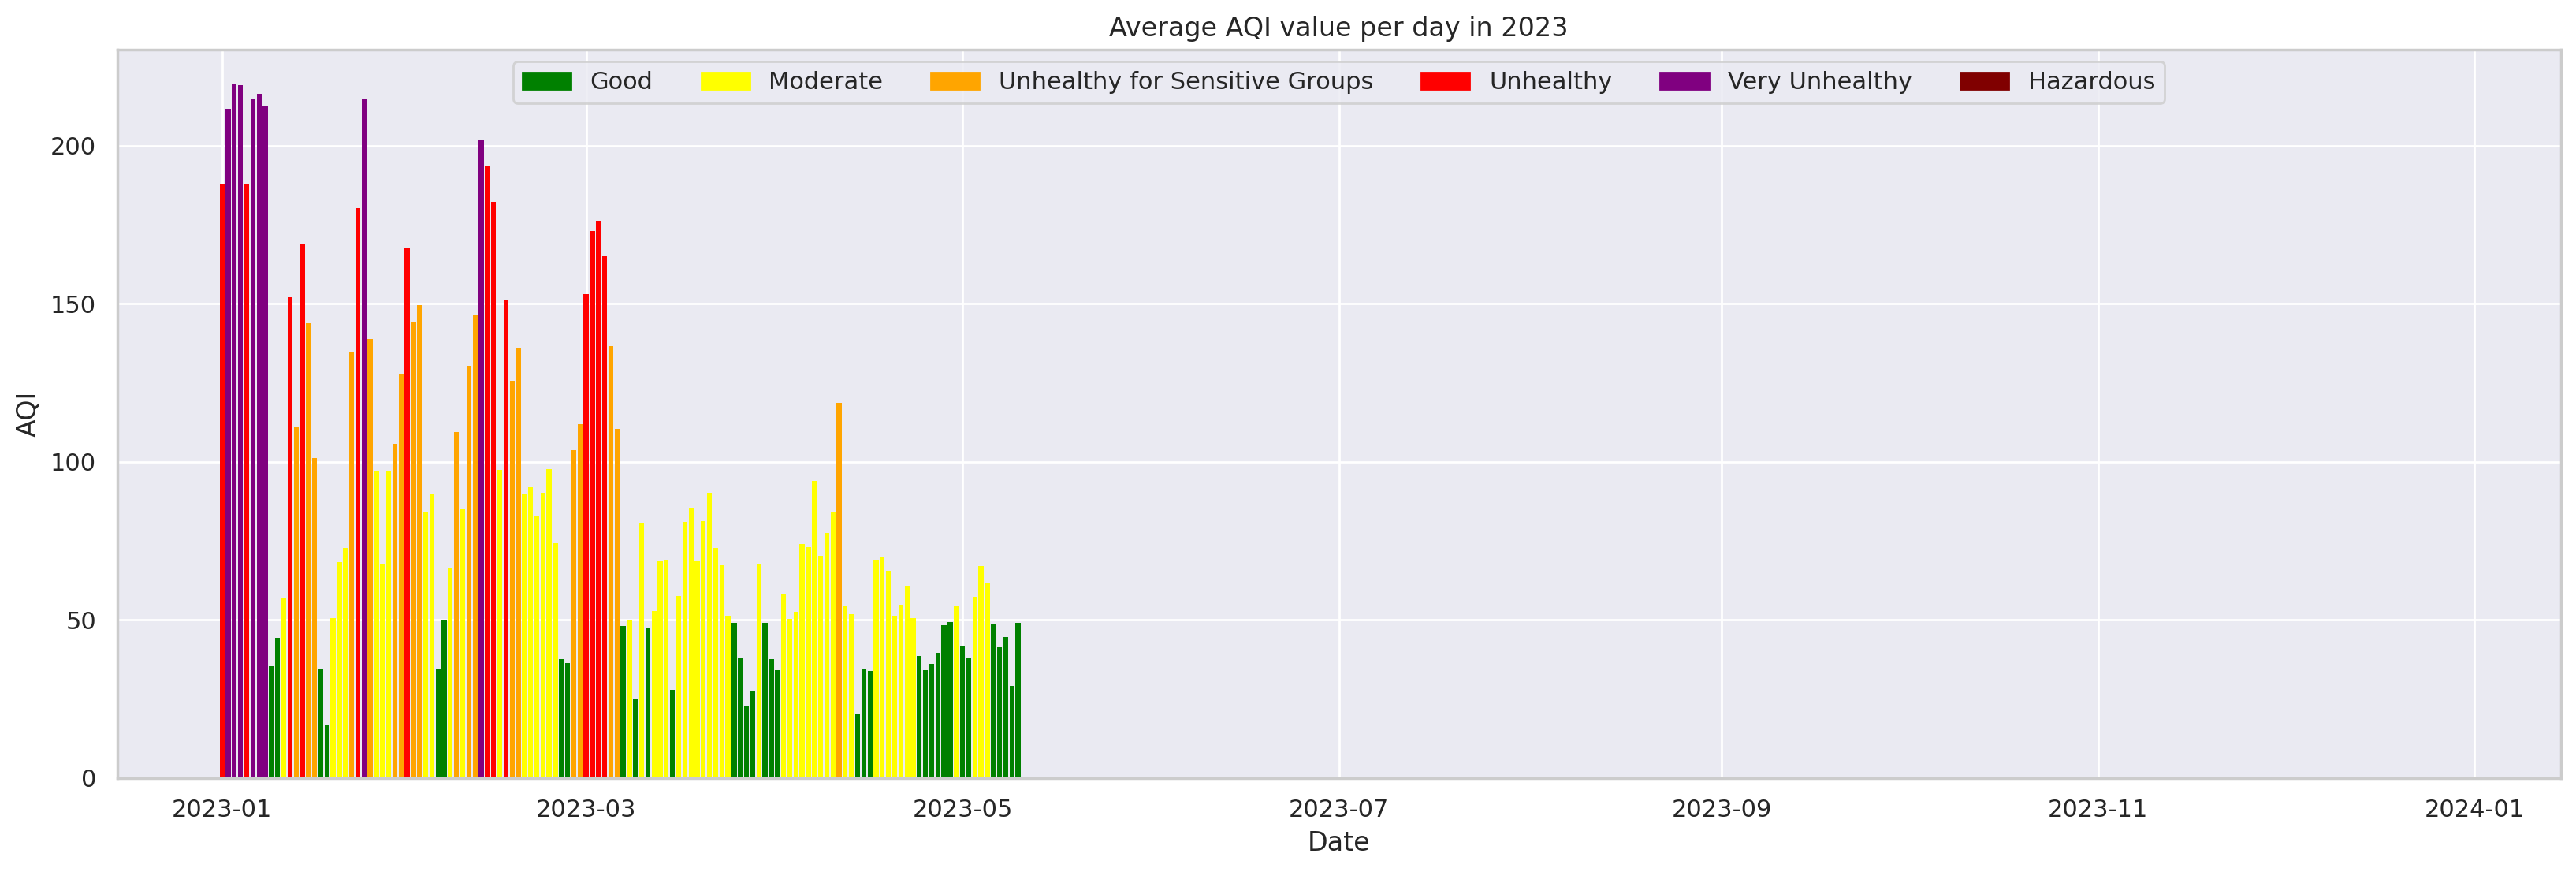 Average AQI value per day in 2023
Good Moderate Unhealthy for Sensitive Groups Unhealthy Very Unhealthy Hazardous
200
150
100
50
0
AQI
2023-01 2023-03 2023-05 2023-07 2023-09 2023-11 2024-01
Date